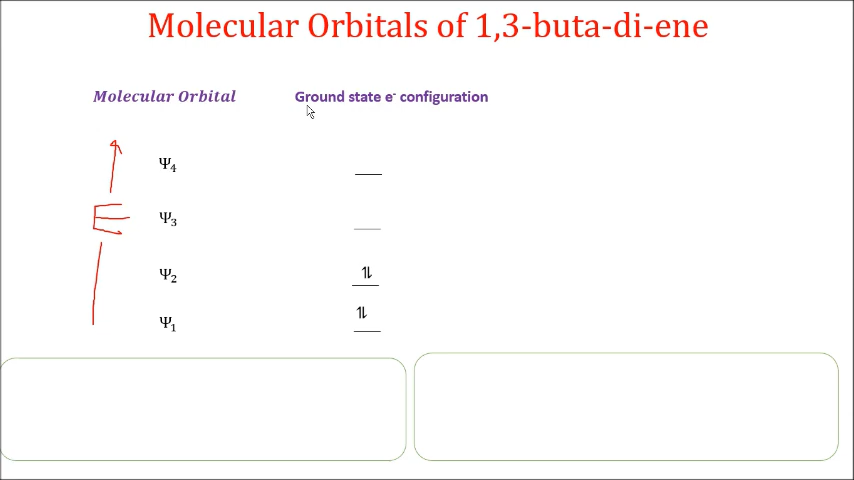 Molecular Orbitals of 1,3-buta-di-ene
Molecular Orbital Ground state e⁻ configuration
Ψ₄
E Ψ₃
Ψ₂ ⥮
Ψ₁ ⥮